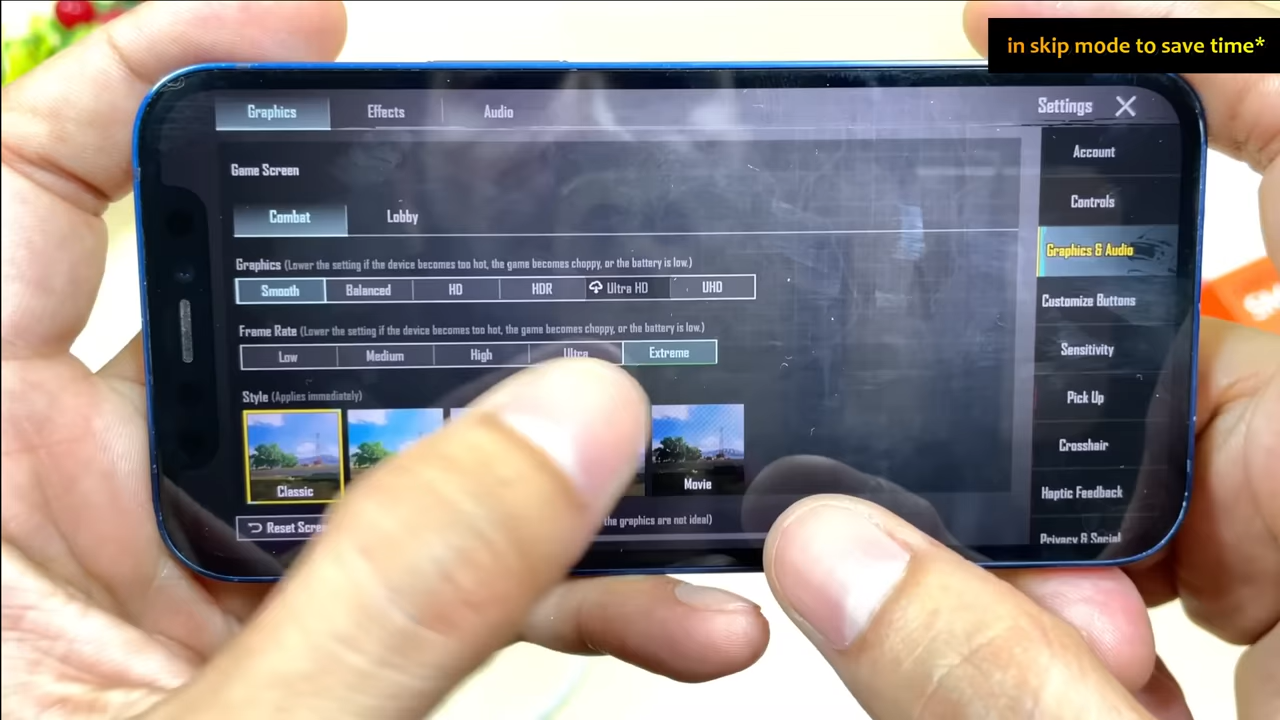 in skip mode to save time*
Graphics Effects Audio
Settings X
Game Screen
Combat Lobby
Graphics (Lower the setting if the device becomes too hot, the game becomes choppy, or the battery is low.)
Smooth Balanced HD HDR Ultra HD UHD
Frame Rate (Lower the setting if the device becomes too hot, the game becomes choppy, or the battery is low.)
Low Medium High Ultra Extreme
Style (Applies immediately)
Classic Movie
Reset the graphics are not ideal)
Account
Controls
Graphics & Audio
Customize Buttons
Sensitivity
Pick Up
Crosshair
Haptic Feedback
Privacy & Social